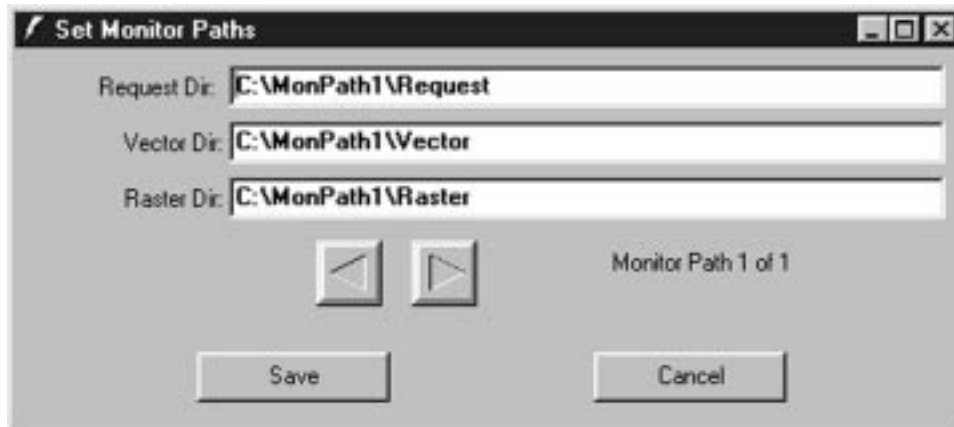 Set Monitor Paths
Request Dir: C:\MonPath1\Request
Vector Dir: C:\MonPath1\Vector
Raster Dir: C:\MonPath1\Raster
Monitor Path 1 of 1
Save Cancel